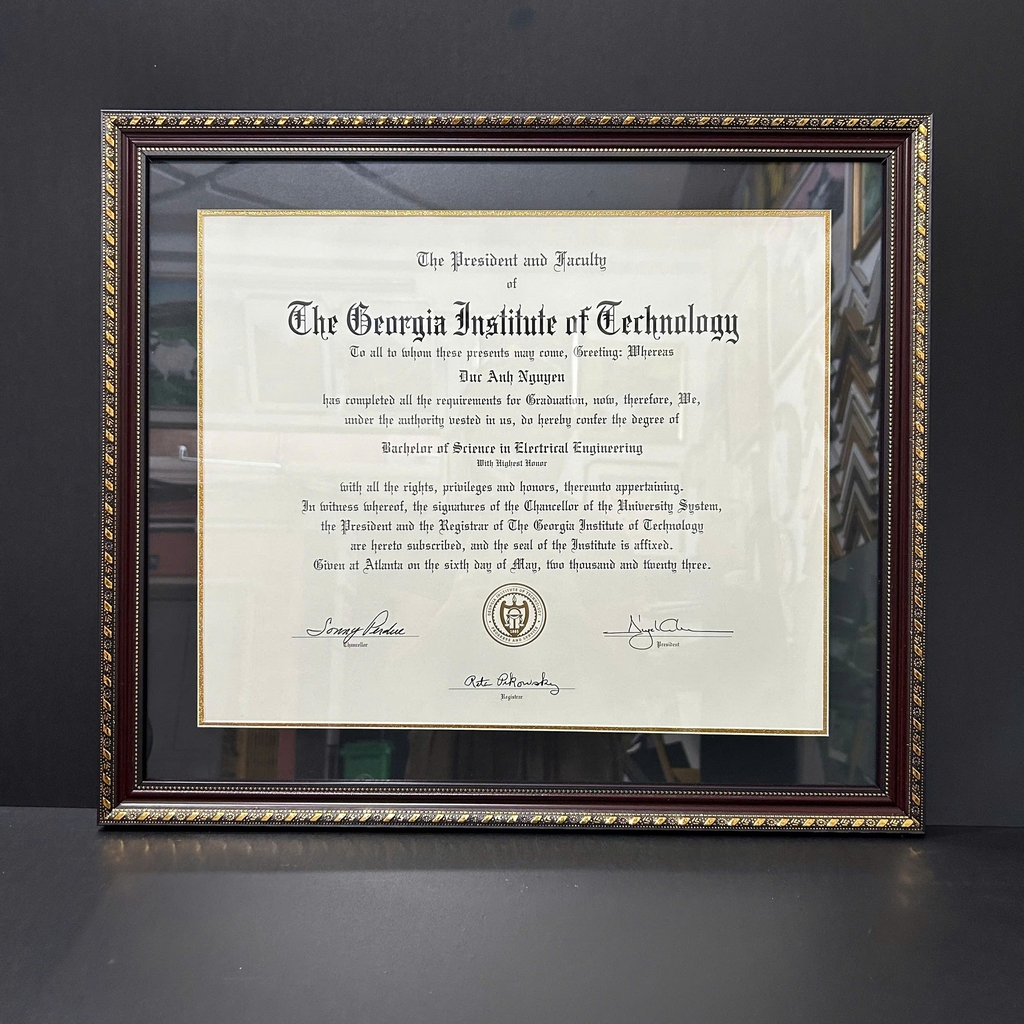 The President and Faculty
of
The Georgia Institute of Technology
To all to whom these presents may come, Greeting: Whereas
Duc Anh Nguyen
has completed all the requirements for Graduation, now, therefore, We,
under the authority vested in us, do hereby confer the degree of
Bachelor of Science in Electrical Engineering
With Highest Honor
with all the rights, privileges and honors, thereunto appertaining.
In witness whereof, the signatures of the Chancellor of the University System,
the President and the Registrar of The Georgia Institute of Technology
are hereto subscribed, and the seal of the Institute is affixed.
Given at Atlanta on the sixth day of May, two thousand and twenty three.
Sonny Perdue
Chancellor
President
Rete Pikowsky
Registrar